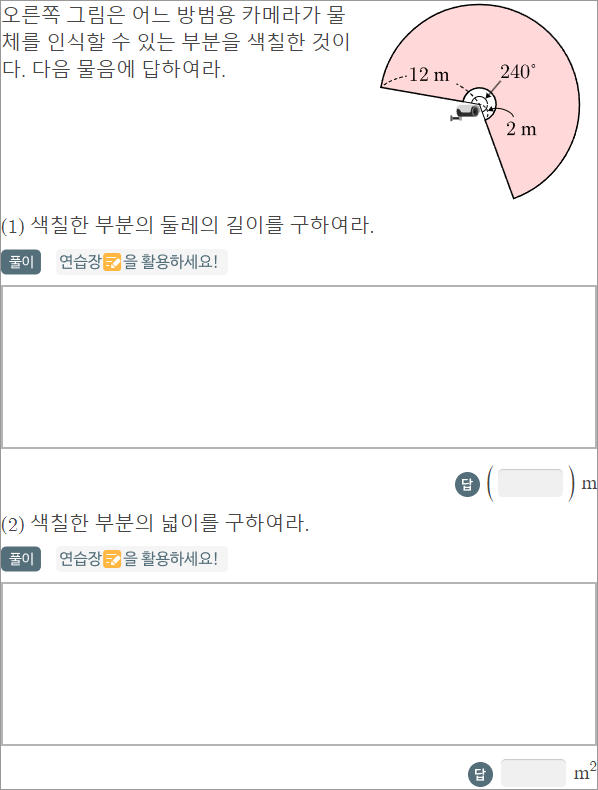 오른쪽 그림은 어느 방범용 카메라가 물
체를 인식할 수 있는 부분을 색칠한 것이
다. 다음 물음에 답하여라.
12 m
240°
2 m
(1) 색칠한 부분의 둘레의 길이를 구하여라.
풀이 연습장을 활용하세요!
답 ( ) m
(2) 색칠한 부분의 넓이를 구하여라.
풀이 연습장을 활용하세요!
답 m²